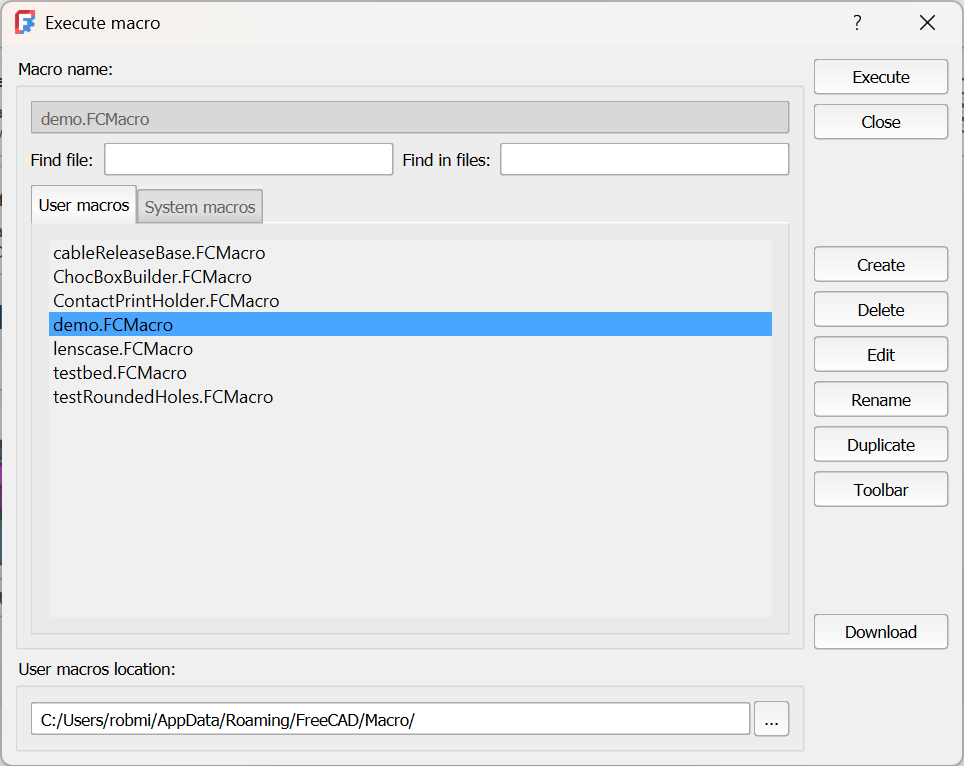 Execute macro
?
Macro name:
Execute
demo.FCMacro
Close
Find file:
Find in files:
User macros
System macros
cableReleaseBase.FCMacro
ChocBoxBuilder.FCMacro
ContactPrintHolder.FCMacro
demo.FCMacro
lenscase.FCMacro
testbed.FCMacro
testRoundedHoles.FCMacro
Create
Delete
Edit
Rename
Duplicate
Toolbar
Download
User macros location:
C:/Users/robmi/AppData/Roaming/FreeCAD/Macro/
...